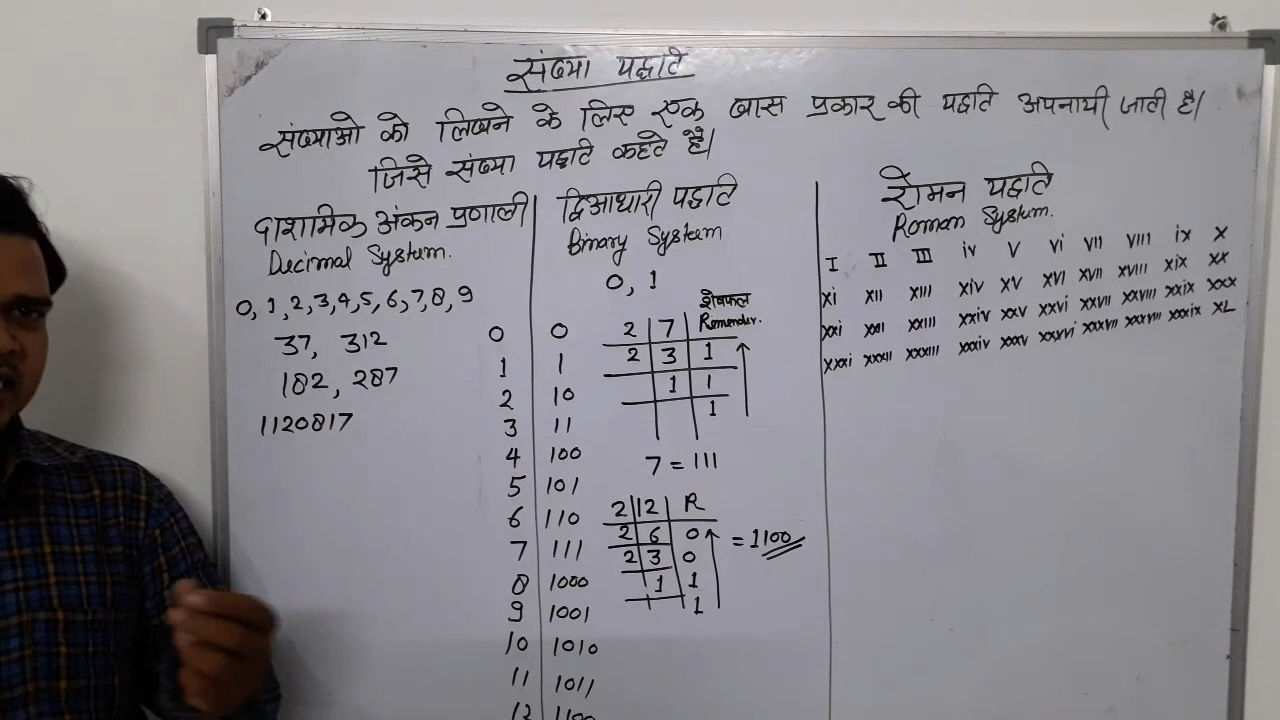 संख्या पद्धति
संख्याओ को लिखने के लिए एक खास प्रकार की पद्धति अपनायी जाती है।
जिसे संख्या पद्धति कहते है।
दाशमिक अंकन प्रणाली
Decimal System.
0, 1, 2, 3, 4, 5, 6, 7, 8, 9
37, 312
182, 287
1120817
द्विआधारी पद्धति
Binary System
0, 1
0 0
1 1
2 10
3 11
4 100
5 101
6 110
7 111
8 1000
9 1001
10 1010
11 1011
12 1100
शेषफल
2 7 Remender.
2 3 1
1 1
1
7 = 111
2 12 R
2 6 0
2 3 0
1 1
1
= 1100
रोमन पद्धति
Roman System.
I II III iv V vi VII VIII ix X
xi XII XIII xiv XV XVI XVII XVIII XIX XX
xxi XXII XXIII xxiv XXV XXVI XXVII XXVIII XXIX XXX
xxxi XXXII XXXIII xxxiv XXXV XXXVI XXXVII XXXVIII XXXIX XL